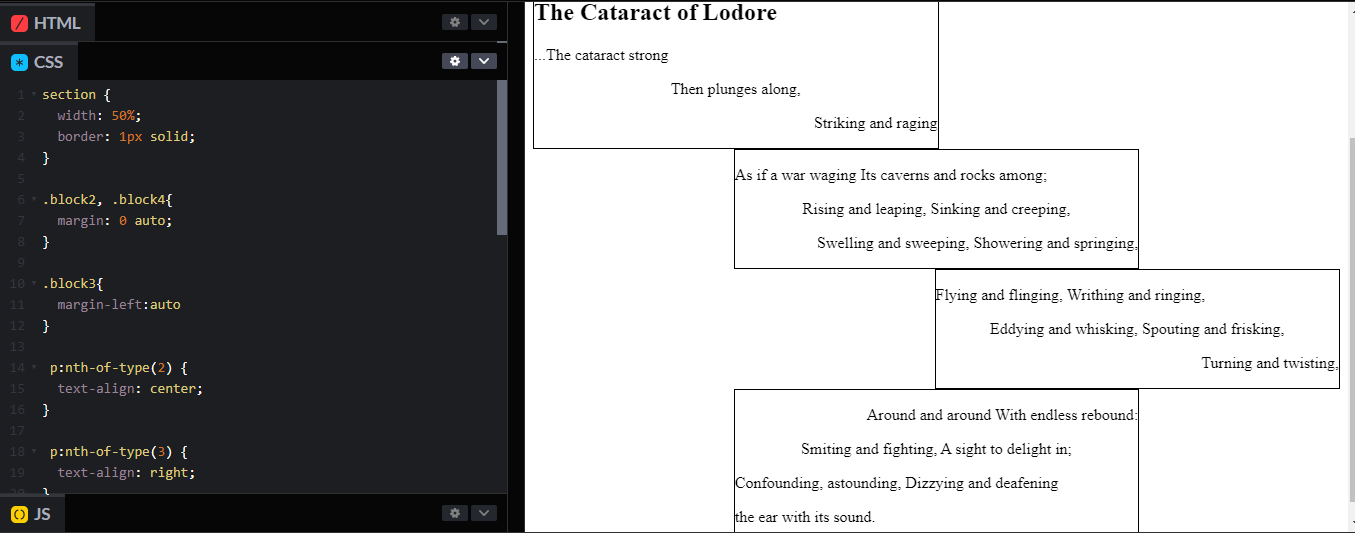 HTML
CSS
1 section {
2 width: 50%;
3 border: 1px solid;
4 }
5
6 .block2, .block4{
7 margin: 0 auto;
8 }
9
10 .block3{
11 margin-left:auto
12 }
13
14 p:nth-of-type(2) {
15 text-align: center;
16 }
17
18 p:nth-of-type(3) {
19 text-align: right;
20 }
JS
The Cataract of Lodore
...The cataract strong
Then plunges along,
Striking and raging
As if a war waging Its caverns and rocks among;
Rising and leaping, Sinking and creeping,
Swelling and sweeping, Showering and springing,
Flying and flinging, Writhing and ringing,
Eddying and whisking, Spouting and frisking,
Turning and twisting,
Around and around With endless rebound:
Smiting and fighting, A sight to delight in;
Confounding, astounding, Dizzying and deafening
the ear with its sound.